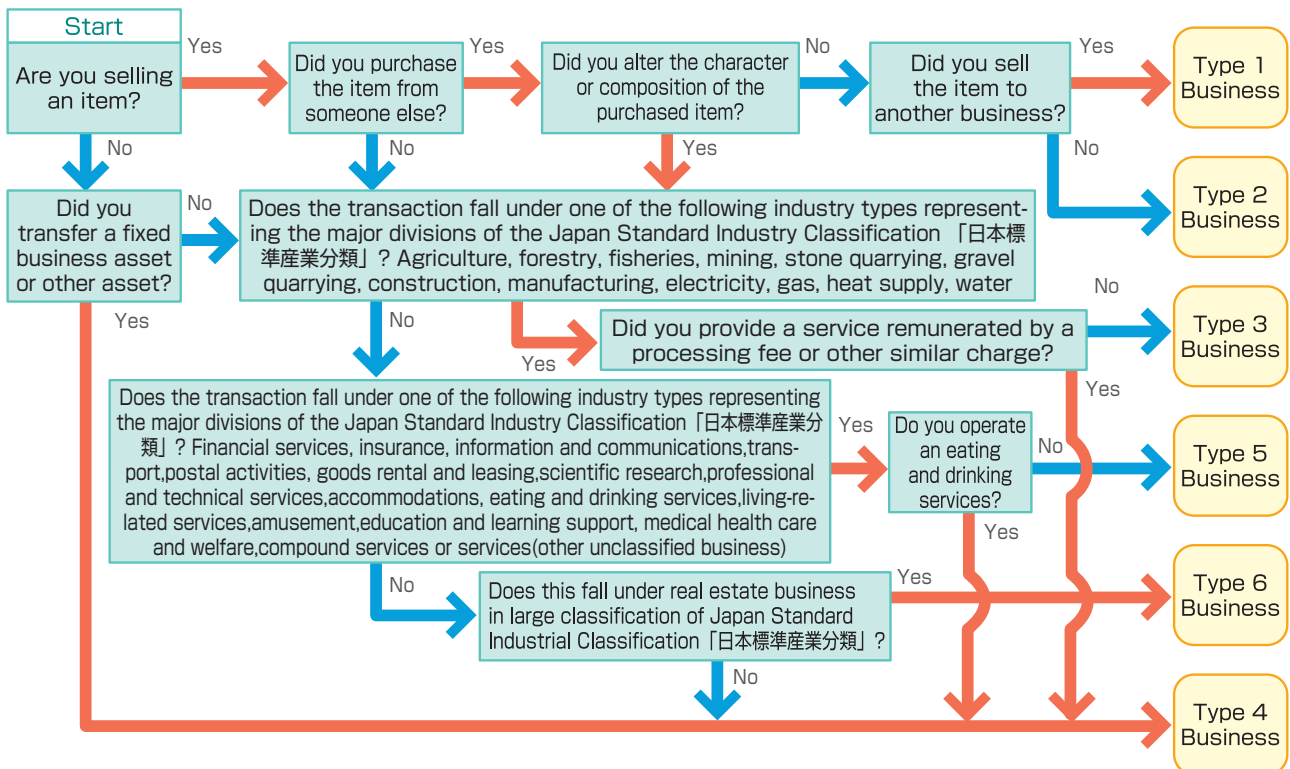 Start
Are you selling
an item?
Yes
No
Did you purchase
the item from
someone else?
Yes
No
Did you alter the character
or composition of the
purchased item?
No
Yes
Did you sell
the item to
another business?
Yes
No
Type 1
Business
Type 2
Business
Did you
transfer a fixed
business asset
or other asset?
No
Yes
Does the transaction fall under one of the following industry types represent-
ing the major divisions of the Japan Standard Industry Classification 「日本標
準産業分類」? Agriculture, forestry, fisheries, mining, stone quarrying, gravel
quarrying, construction, manufacturing, electricity, gas, heat supply, water
No
Yes
Did you provide a service remunerated by a
processing fee or other similar charge?
No
Yes
Type 3
Business
Does the transaction fall under one of the following industry types representing
the major divisions of the Japan Standard Industry Classification「日本標準産業分
類」? Financial services, insurance, information and communications,trans-
port,postal activities, goods rental and leasing,scientific research,professional
and technical services,accommodations, eating and drinking services,living-re-
lated services,amusement,education and learning support, medical health care
and welfare,compound services or services(other unclassified business)
Yes
No
Do you operate
an eating
and drinking
services?
No
Yes
Type 5
Business
Does this fall under real estate business
in large classification of Japan Standard
Industrial Classification「日本標準産業分類」?
Yes
No
Type 6
Business
Type 4
Business